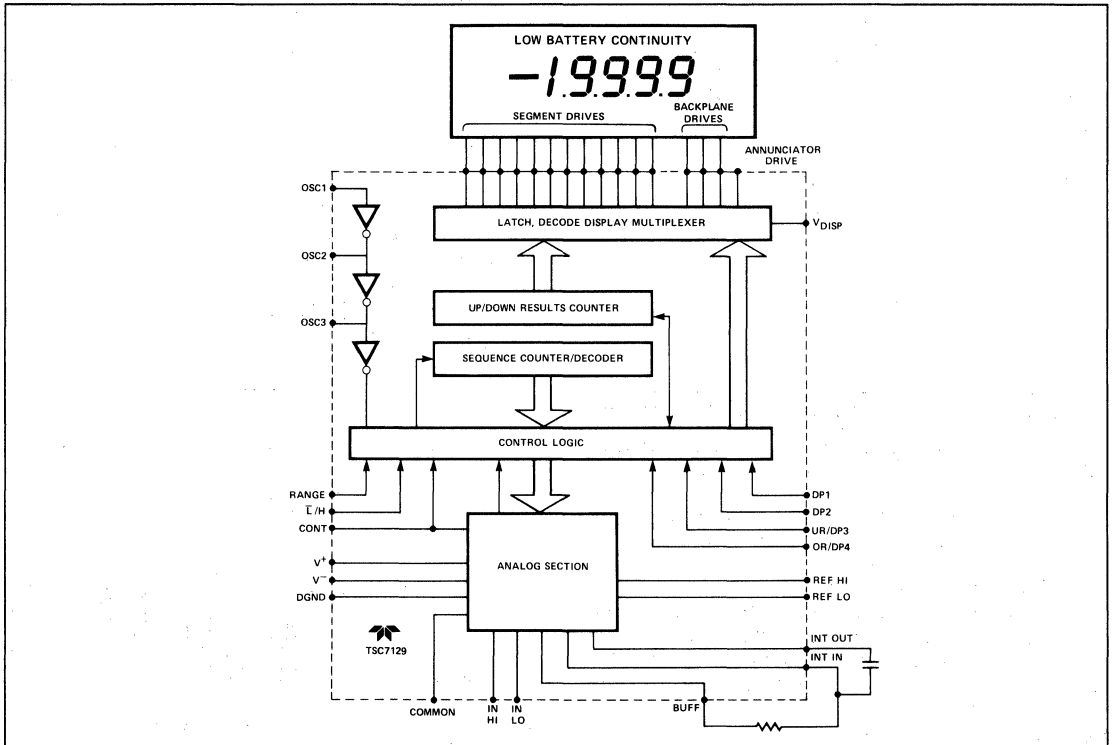 LOW BATTERY CONTINUITY
-1.9.9.9.9
SEGMENT DRIVES
BACKPLANE
DRIVES
ANNUNCIATOR
DRIVE
OSC1
LATCH, DECODE DISPLAY MULTIPLEXER
VDISP
OSC2
UP/DOWN RESULTS COUNTER
OSC3
SEQUENCE COUNTER/DECODER
CONTROL LOGIC
RANGE
L̅/H
CONT
DP1
DP2
UR/DP3
OR/DP4
V+
V−
DGND
ANALOG SECTION
REF HI
REF LO
TSC7129
INT OUT
INT IN
COMMON
IN
HI
IN
LO
BUFF